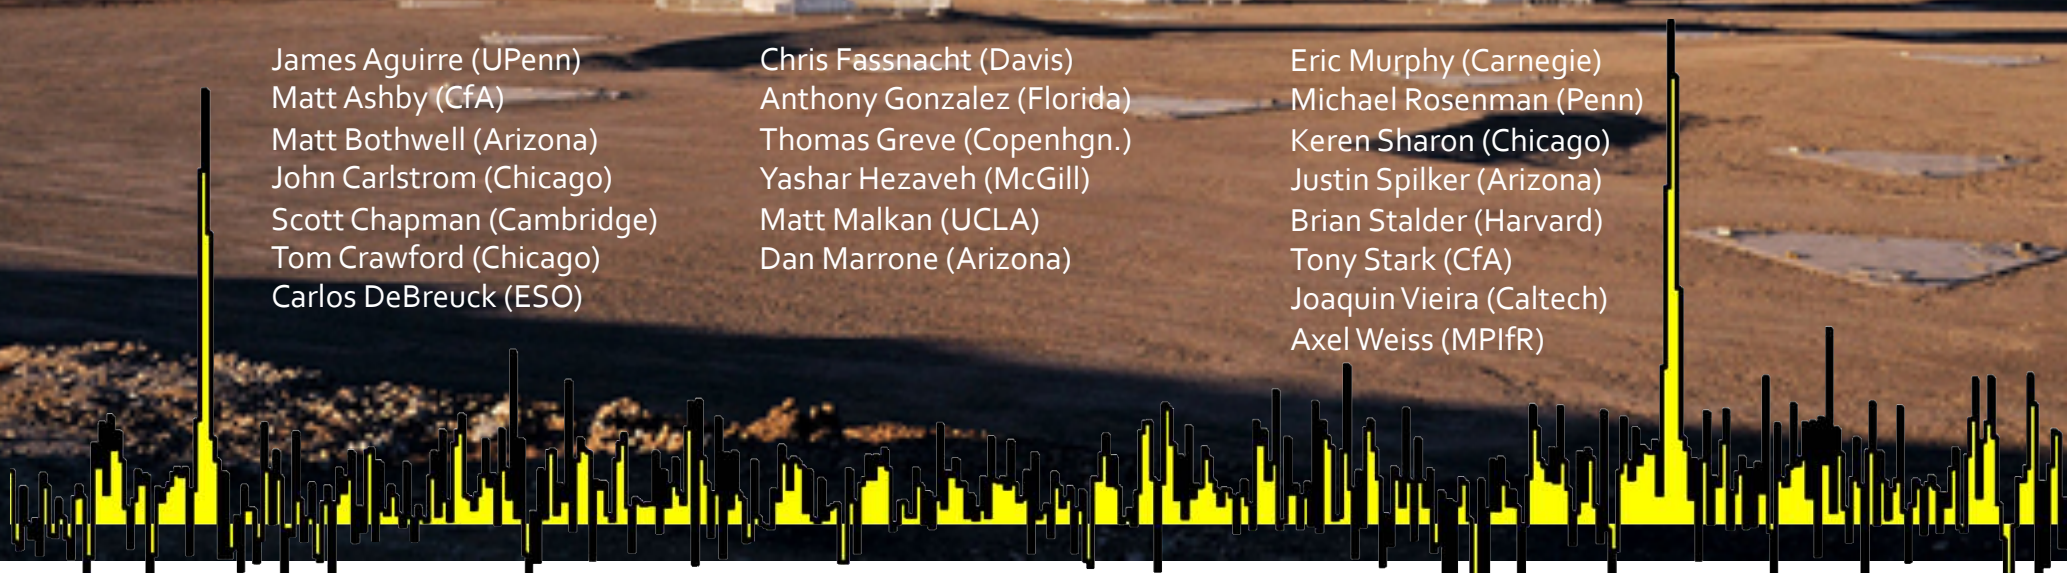 James Aguirre (UPenn)
Matt Ashby (CfA)
Matt Bothwell (Arizona)
John Carlstrom (Chicago)
Scott Chapman (Cambridge)
Tom Crawford (Chicago)
Carlos DeBreuck (ESO)
Chris Fassnacht (Davis)
Anthony Gonzalez (Florida)
Thomas Greve (Copenhgn.)
Yashar Hezaveh (McGill)
Matt Malkan (UCLA)
Dan Marrone (Arizona)
Eric Murphy (Carnegie)
Michael Rosenman (Penn)
Keren Sharon (Chicago)
Justin Spilker (Arizona)
Brian Stalder (Harvard)
Tony Stark (CfA)
Joaquin Vieira (Caltech)
Axel Weiss (MPIfR)